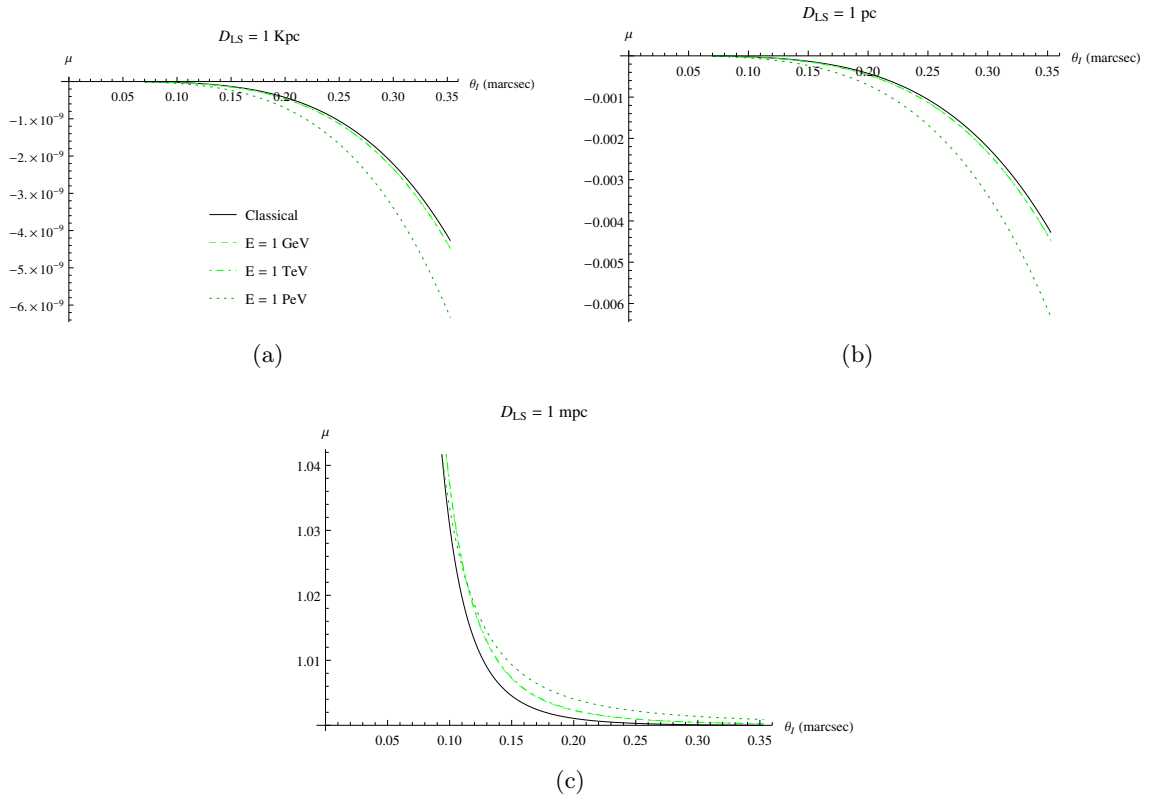 D_LS = 1 Kpc
μ
θ_I (marcsec)
0.05 0.10 0.15 0.20 0.25 0.30 0.35
−1.×10⁻⁹
−2.×10⁻⁹
−3.×10⁻⁹
−4.×10⁻⁹
−5.×10⁻⁹
−6.×10⁻⁹
Classical
E = 1 GeV
E = 1 TeV
E = 1 PeV
(a)
D_LS = 1 pc
μ
θ_I (marcsec)
0.05 0.10 0.15 0.20 0.25 0.30 0.35
−0.001
−0.002
−0.003
−0.004
−0.005
−0.006
(b)
D_LS = 1 mpc
μ
1.04
1.03
1.02
1.01
θ_I (marcsec)
0.05 0.10 0.15 0.20 0.25 0.30 0.35
(c)